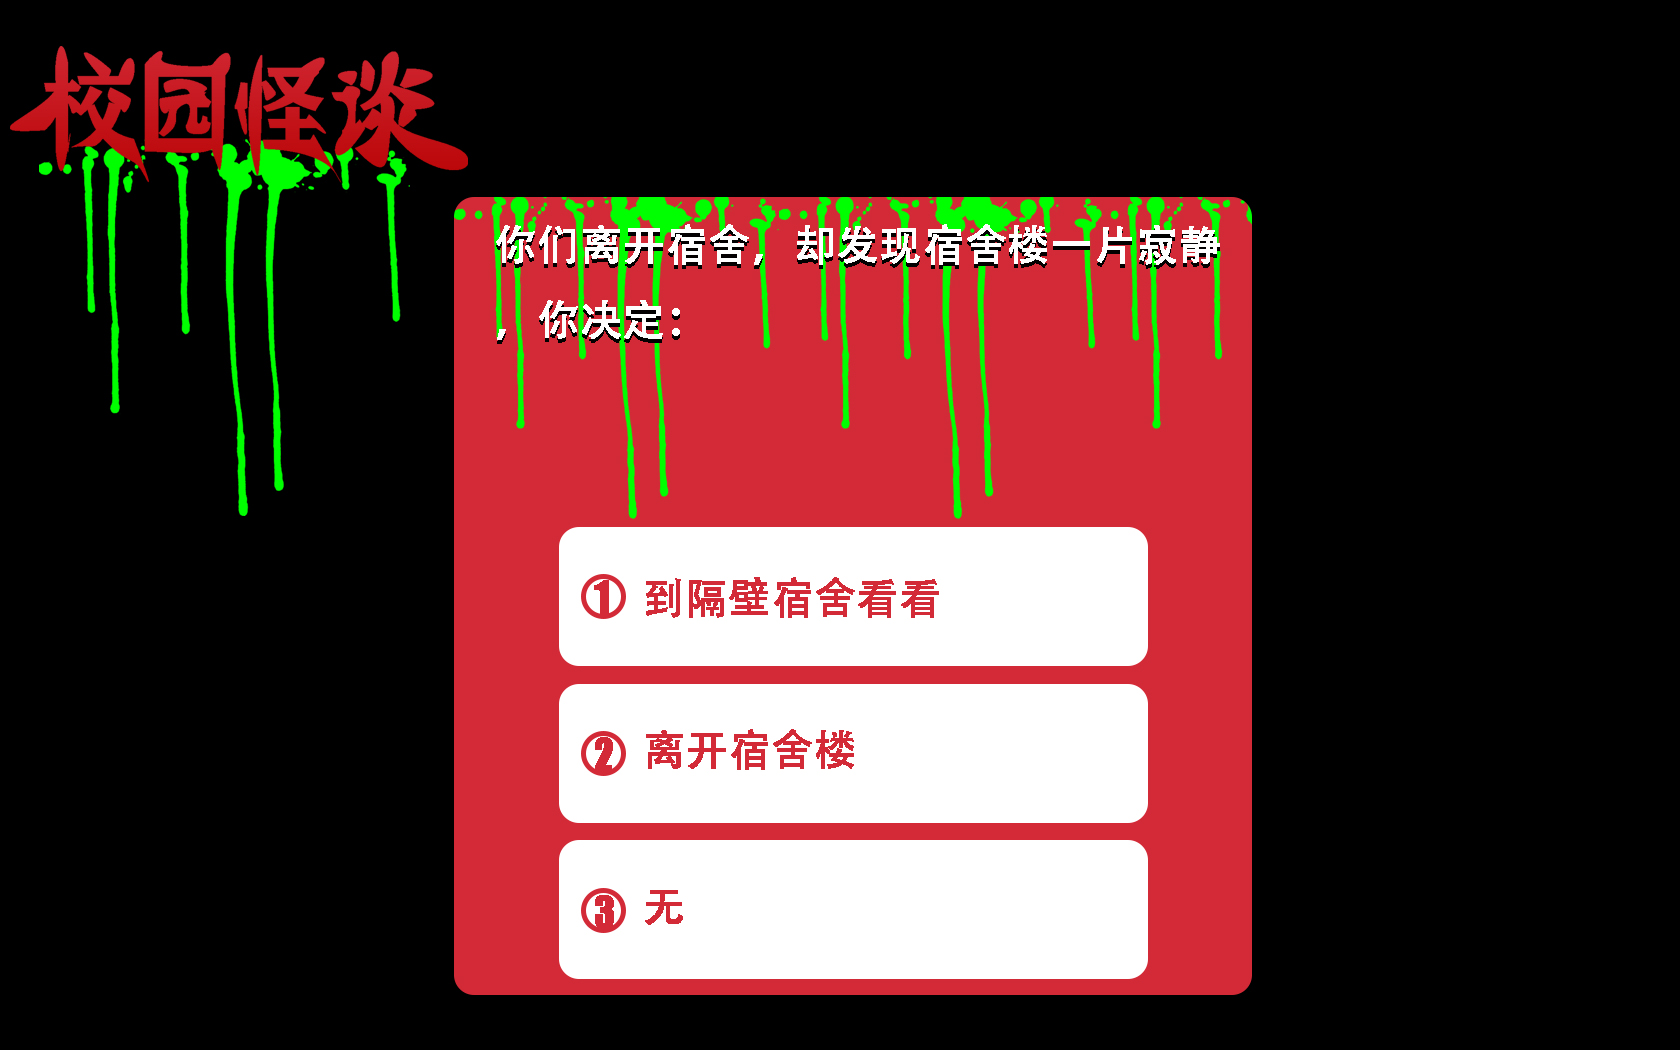 校园怪谈
你们离开宿舍，却发现宿舍楼一片寂静
，你决定：
① 到隔壁宿舍看看
② 离开宿舍楼
③ 无